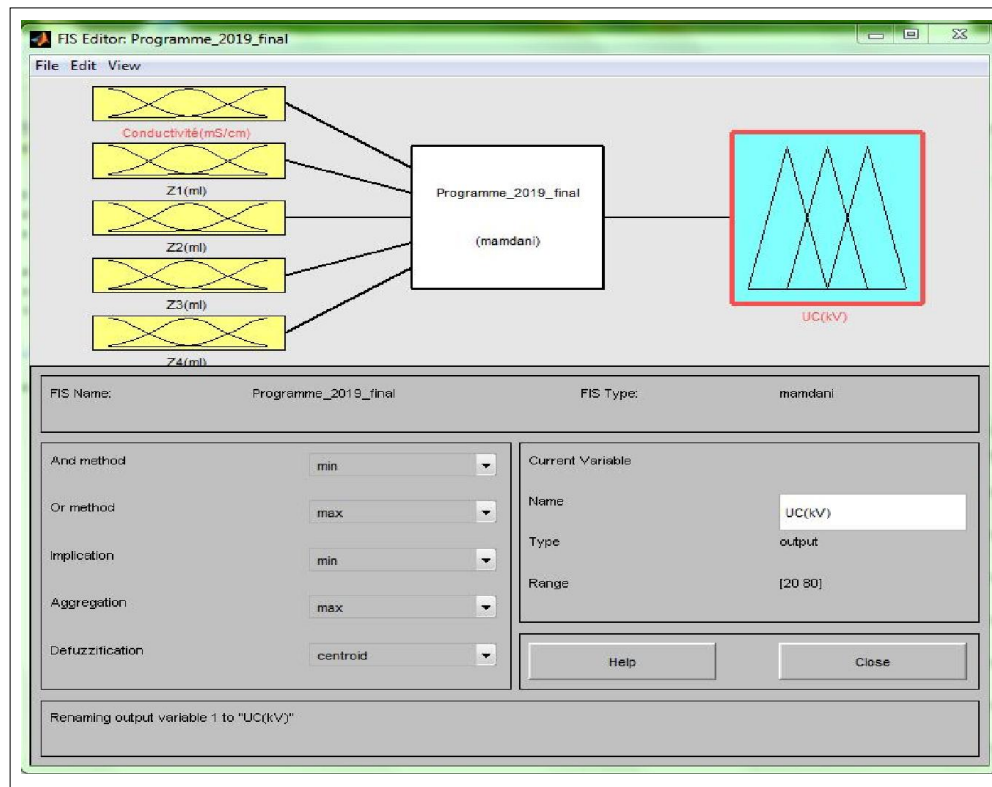 FIS Editor: Programme_2019_final
File Edit View
Conductivité(mS/cm)
Z1(ml)
Z2(ml)
Z3(ml)
Z4(ml)
Programme_2019_final
(mamdani)
UC(kV)
FIS Name: Programme_2019_final FIS Type: mamdani
And method min
Or method max
Implication min
Aggregation max
Defuzzification centroid
Current Variable
Name UC(kV)
Type output
Range [20 80]
Help Close
Renaming output variable 1 to "UC(kV)"